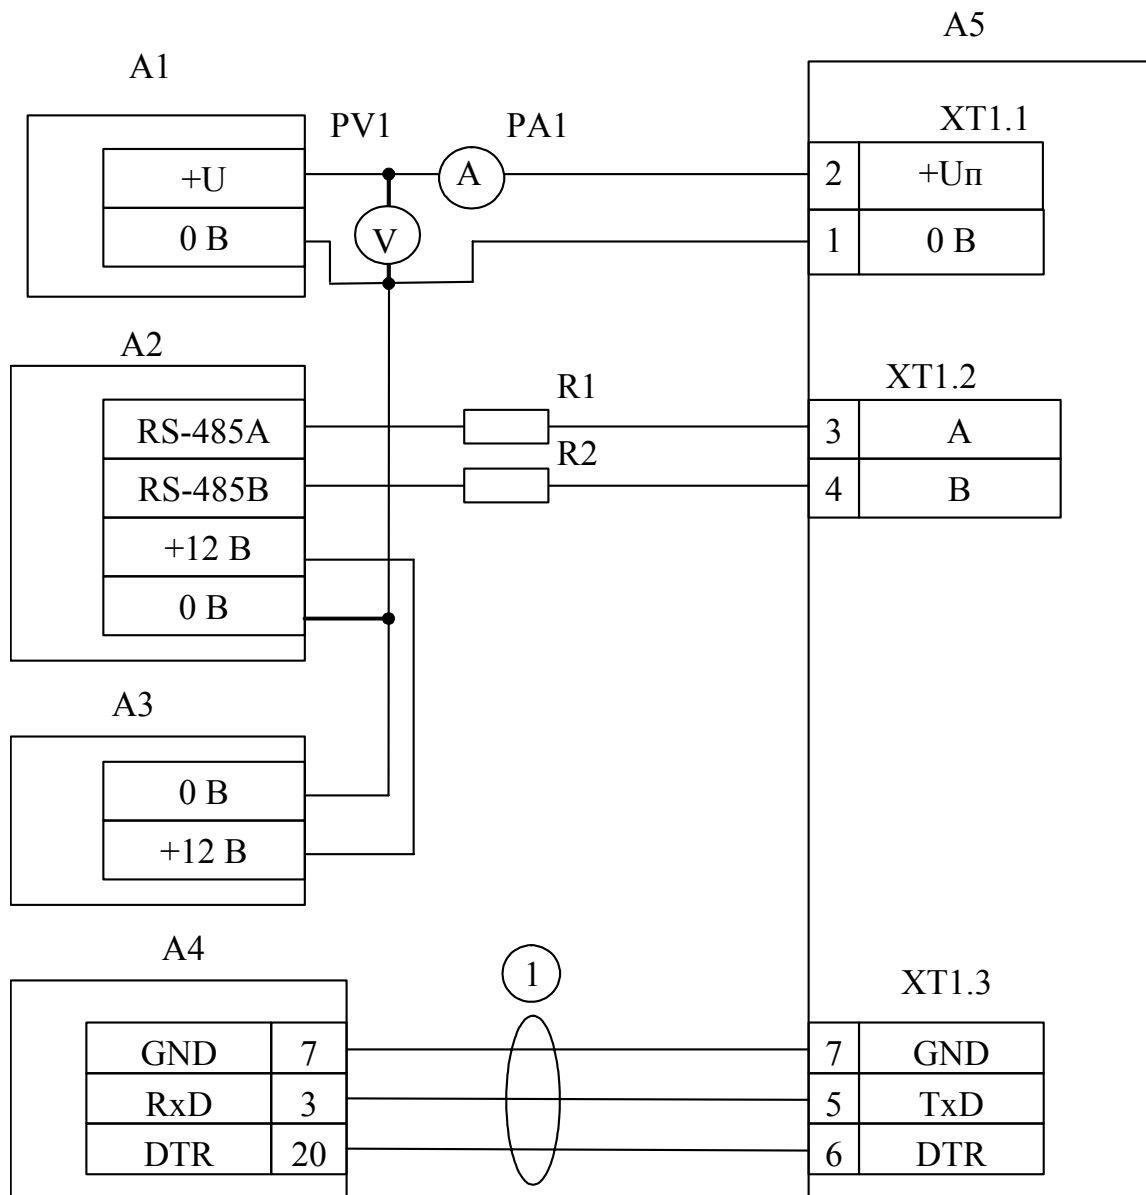 A5
A1
PV1
PA1
XT1.1
+U
2
+Uп
A
0 В
V
1
0 В
A2
R1
XT1.2
RS-485A
3
A
R2
RS-485B
4
B
+12 В
0 В
A3
0 В
+12 В
A4
1
XT1.3
GND
7
7
GND
RxD
3
5
TxD
DTR
20
6
DTR